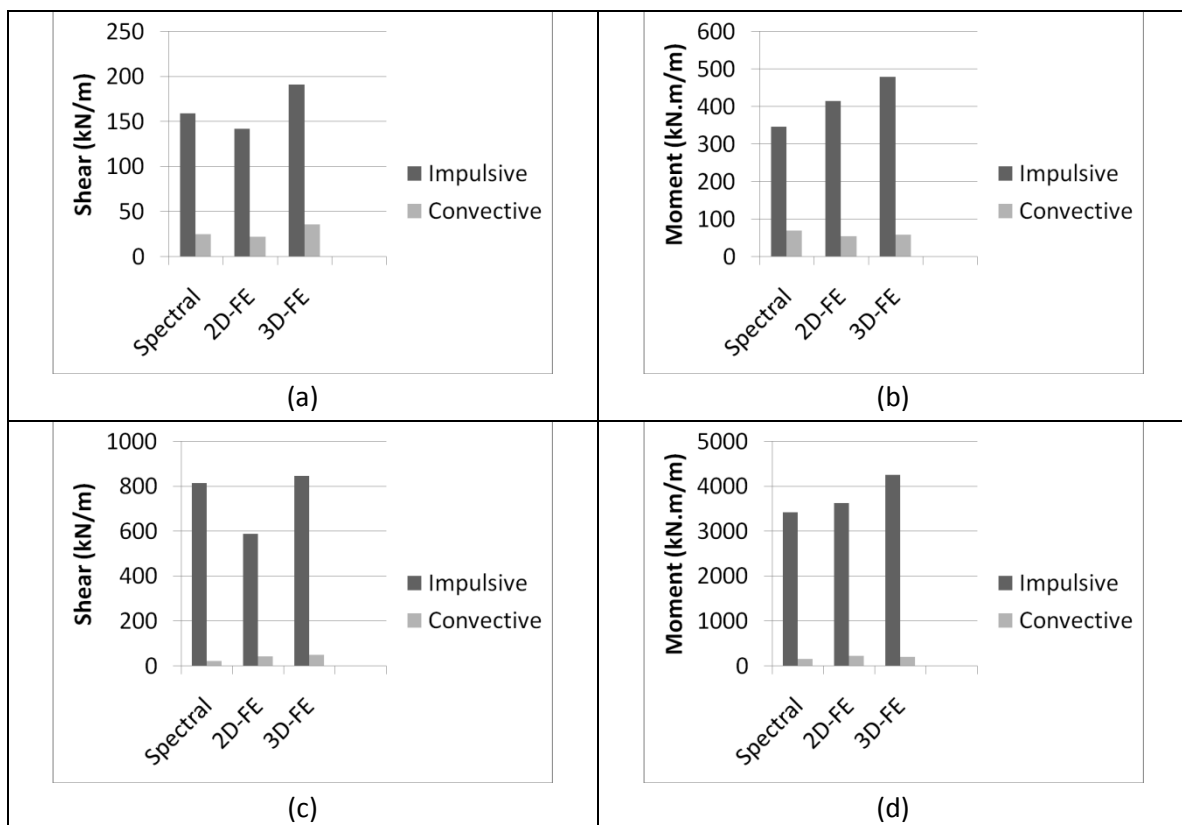 250
200
150
100
50
0
Shear (kN/m)
Spectral
2D-FE
3D-FE
Impulsive
Convective
(a)
600
500
400
300
200
100
0
Moment (kN.m/m)
Spectral
2D-FE
3D-FE
Impulsive
Convective
(b)
1000
800
600
400
200
0
Shear (kN/m)
Spectral
2D-FE
3D-FE
Impulsive
Convective
(c)
5000
4000
3000
2000
1000
0
Moment (kN.m/m)
Spectral
2D-FE
3D-FE
Impulsive
Convective
(d)